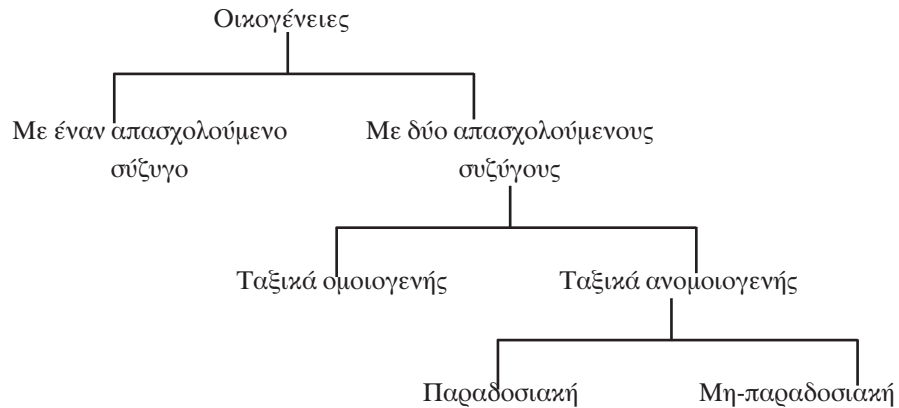 Οικογένειες
Με έναν απασχολούμενο
σύζυγο
Με δύο απασχολούμενους
συζύγους
Ταξικά ομοιογενής
Ταξικά ανομοιογενής
Παραδοσιακή
Μη-παραδοσιακή